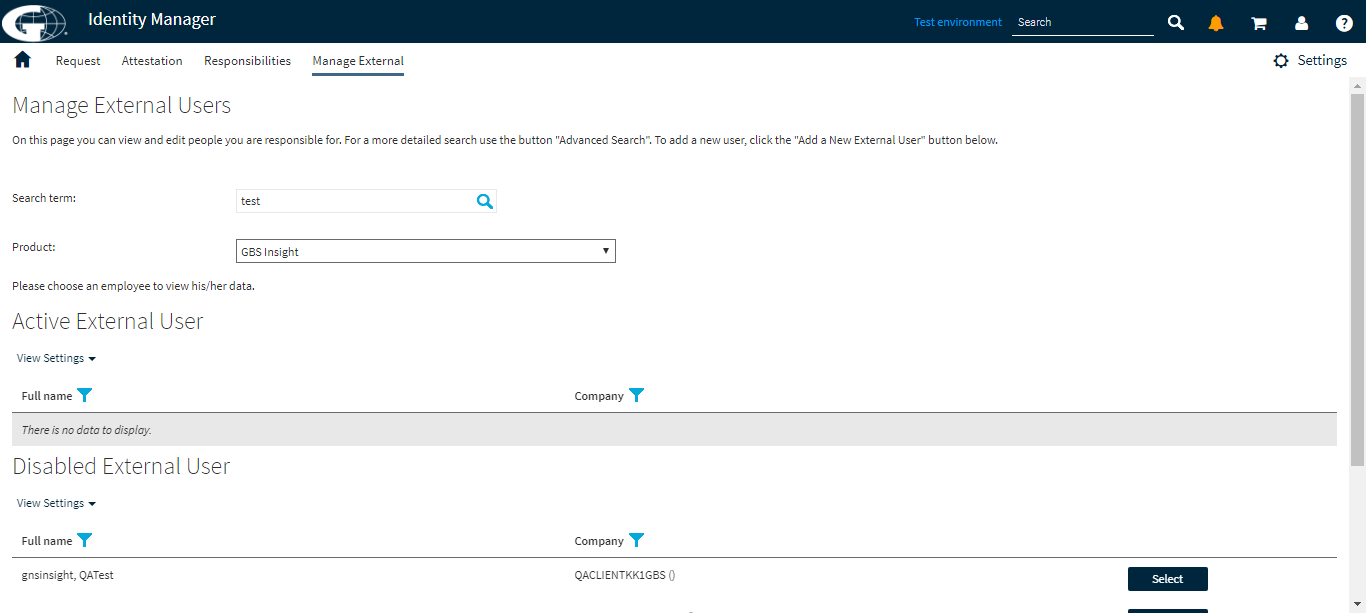 Identity Manager
Test environment
Search
Request
Attestation
Responsibilities
Manage External
Settings
Manage External Users
On this page you can view and edit people you are responsible for. For a more detailed search use the button "Advanced Search". To add a new user, click the "Add a New External User" button below.
Search term:
test
Product:
GBS Insight
Please choose an employee to view his/her data.
Active External User
View Settings
Full name
Company
There is no data to display.
Disabled External User
View Settings
Full name
Company
gnsinsight, QATest
QACLIENTKK1GBS ()
Select